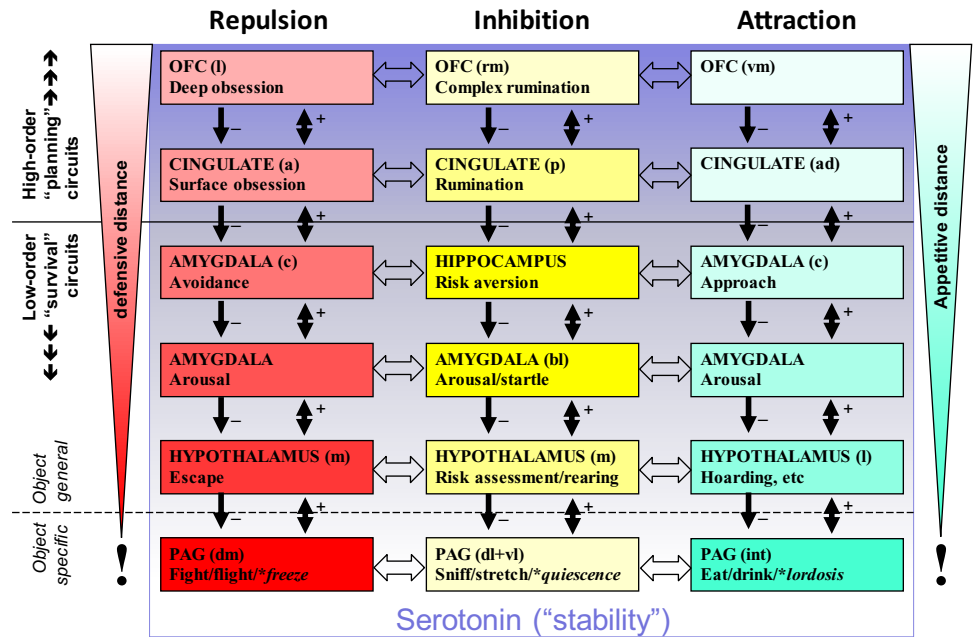 Repulsion Inhibition Attraction
High-order
“planning”➔➔➔
circuits
Low-order
➔➔➔ “survival”
circuits
Object
general
Object
specific
defensive distance
Appetitive distance
OFC (l)
Deep obsession
OFC (rm)
Complex rumination
OFC (vm)
– + – + – +
CINGULATE (a)
Surface obsession
CINGULATE (p)
Rumination
CINGULATE (ad)
– + – + – +
AMYGDALA (c)
Avoidance
HIPPOCAMPUS
Risk aversion
AMYGDALA (c)
Approach
– + – + – +
AMYGDALA
Arousal
AMYGDALA (bl)
Arousal/startle
AMYGDALA
Arousal
– + – + – +
HYPOTHALAMUS (m)
Escape
HYPOTHALAMUS (m)
Risk assessment/rearing
HYPOTHALAMUS (l)
Hoarding, etc
– + – + – +
PAG (dm)
Fight/flight/*freeze
PAG (dl+vl)
Sniff/stretch/*quiescence
PAG (int)
Eat/drink/*lordosis
! !
Serotonin (“stability”)